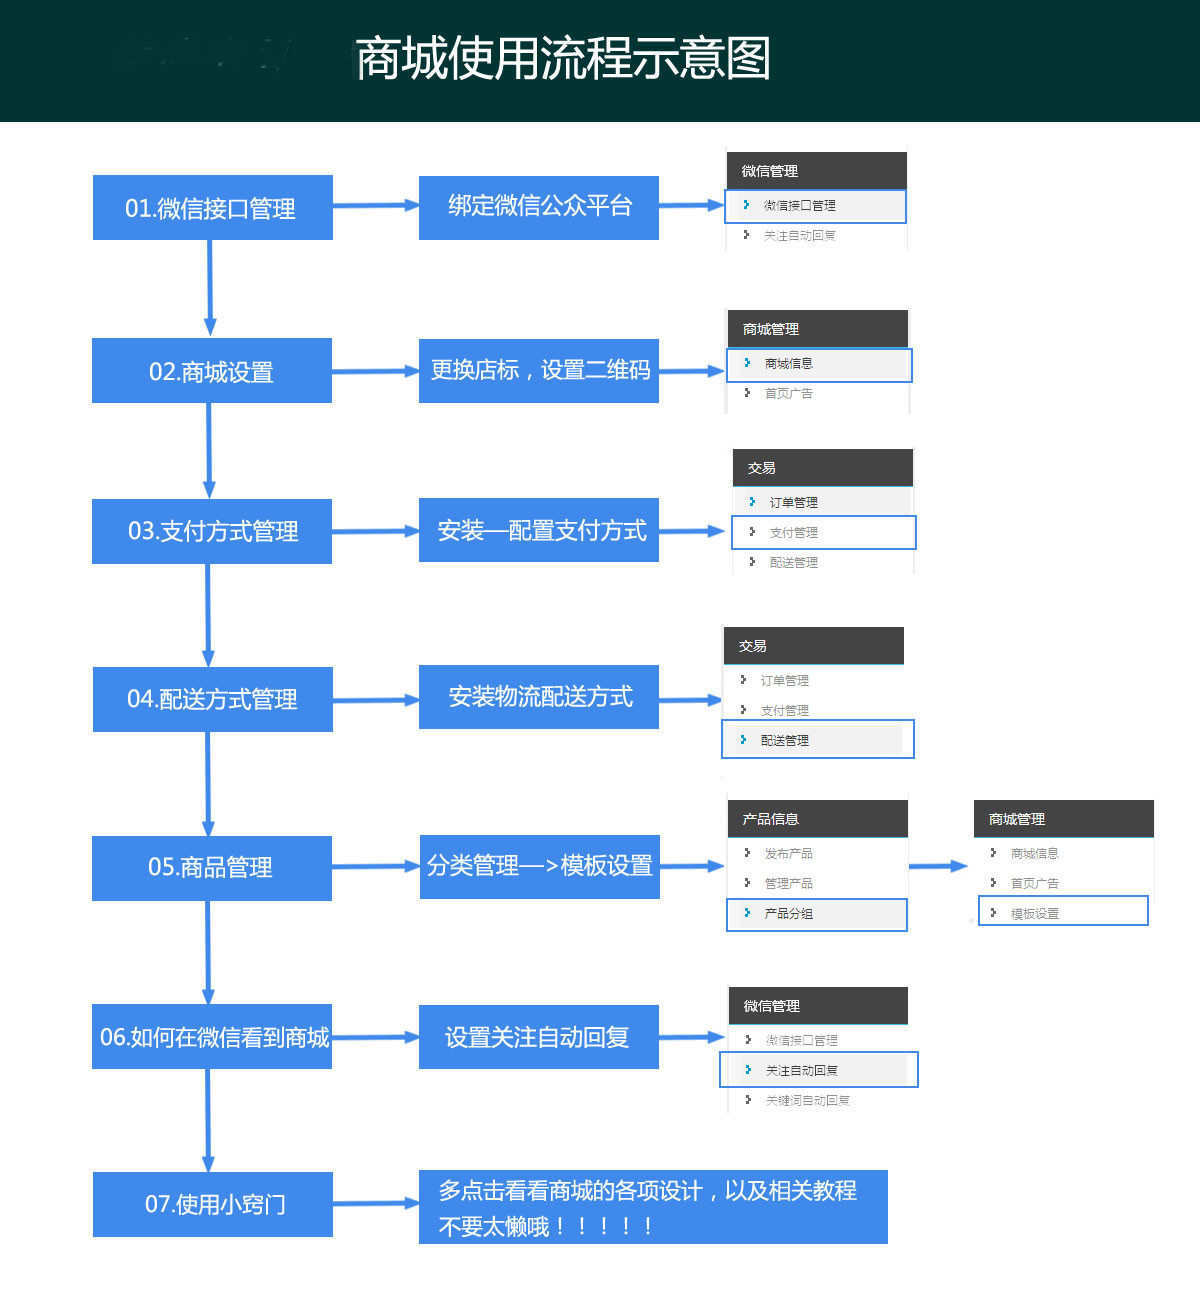 商城使用流程示意图
01.微信接口管理
绑定微信公众平台
微信管理
微信接口管理
关注自动回复
02.商城设置
更换店标，设置二维码
商城管理
商城信息
首页广告
03.支付方式管理
安装—配置支付方式
交易
订单管理
支付管理
配送管理
04.配送方式管理
安装物流配送方式
交易
订单管理
支付管理
配送管理
05.商品管理
分类管理—>模板设置
产品信息
发布产品
管理产品
产品分组
商城管理
商城信息
首页广告
模板设置
06.如何在微信看到商城
设置关注自动回复
微信管理
微信接口管理
关注自动回复
关键词自动回复
07.使用小窍门
多点击看看商城的各项设计，以及相关教程
不要太懒哦！！！！！